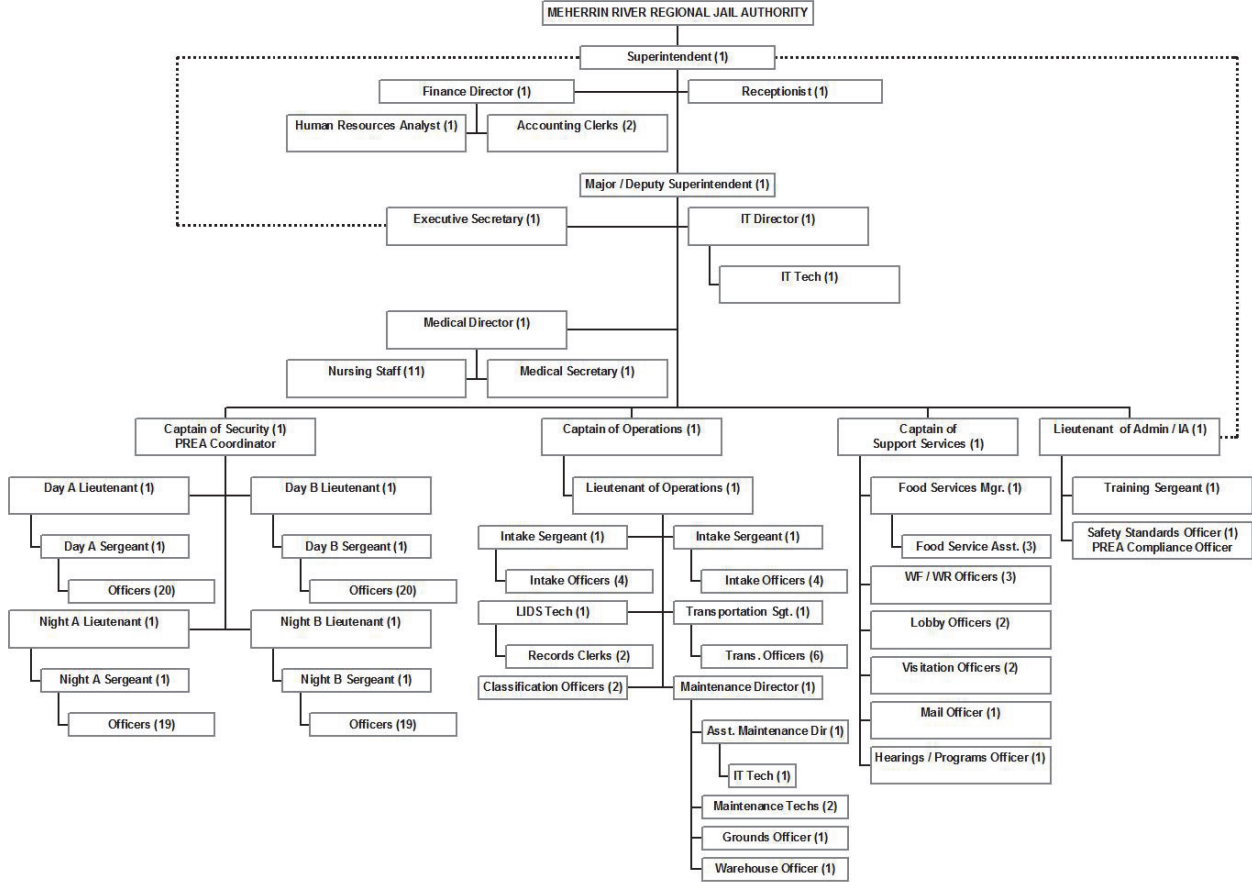 MEHERRIN RIVER REGIONAL JAIL AUTHORITY
Superintendent (1)
Finance Director (1)
Receptionist (1)
Human Resources Analyst (1)
Accounting Clerks (2)
Major / Deputy Superintendent (1)
Executive Secretary (1)
IT Director (1)
IT Tech (1)
Medical Director (1)
Nursing Staff (11)
Medical Secretary (1)
Captain of Security (1)
PREA Coordinator
Day A Lieutenant (1)
Day B Lieutenant (1)
Day A Sergeant (1)
Day B Sergeant (1)
Officers (20)
Officers (20)
Night A Lieutenant (1)
Night B Lieutenant (1)
Night A Sergeant (1)
Night B Sergeant (1)
Officers (19)
Officers (19)
Captain of Operations (1)
Lieutenant of Operations (1)
Intake Sergeant (1)
Intake Sergeant (1)
Intake Officers (4)
Intake Officers (4)
LIDS Tech (1)
Transportation Sgt. (1)
Records Clerks (2)
Trans. Officers (6)
Classification Officers (2)
Maintenance Director (1)
Asst. Maintenance Dir (1)
IT Tech (1)
Maintenance Techs (2)
Grounds Officer (1)
Warehouse Officer (1)
Captain of
Support Services (1)
Food Services Mgr. (1)
Food Service Asst. (3)
WF / WR Officers (3)
Lobby Officers (2)
Visitation Officers (2)
Mail Officer (1)
Hearings / Programs Officer (1)
Lieutenant of Admin / IA (1)
Training Sergeant (1)
Safety Standards Officer (1)
PREA Compliance Officer